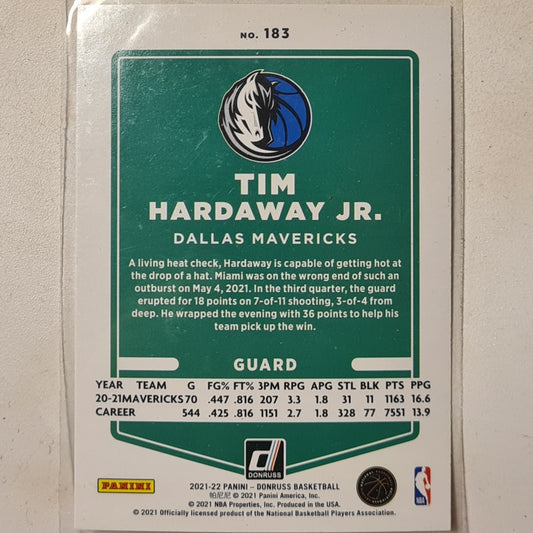 NO. 183
TIM
HARDAWAY JR.
DALLAS MAVERICKS
A living heat check, Hardaway is capable of getting hot at
the drop of a hat. Miami was on the wrong end of such an
outburst on May 4, 2021. In the third quarter, the guard
erupted for 18 points on 7-of-11 shooting, 3-of-4 from
deep. He wrapped the evening with 36 points to help his
team pick up the win.
GUARD
YEAR TEAM G FG% FT% 3PM RPG APG STL BLK PTS PPG
20-21 MAVERICKS 70 .447 .816 207 3.3 1.8 31 11 1163 16.6
CAREER 544 .425 .816 1151 2.7 1.8 328 77 7551 13.9
DONRUSS
PANINI
2021-22 PANINI – DONRUSS BASKETBALL
帕尼尼 © 2021 Panini America, Inc.
© 2021 NBA Properties, Inc. Produced in the USA.
© 2021 Officially licensed product of the National Basketball Players Association.
NBA